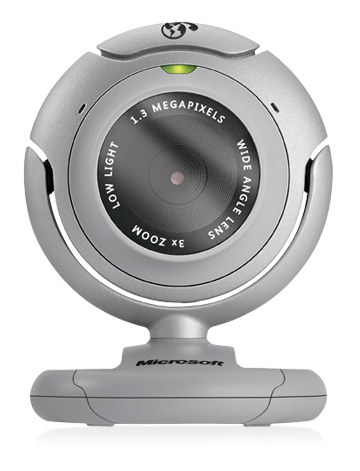 1.3 MEGAPIXELS
WIDE ANGLE LENS
3x ZOOM
LOW LIGHT
Microsoft